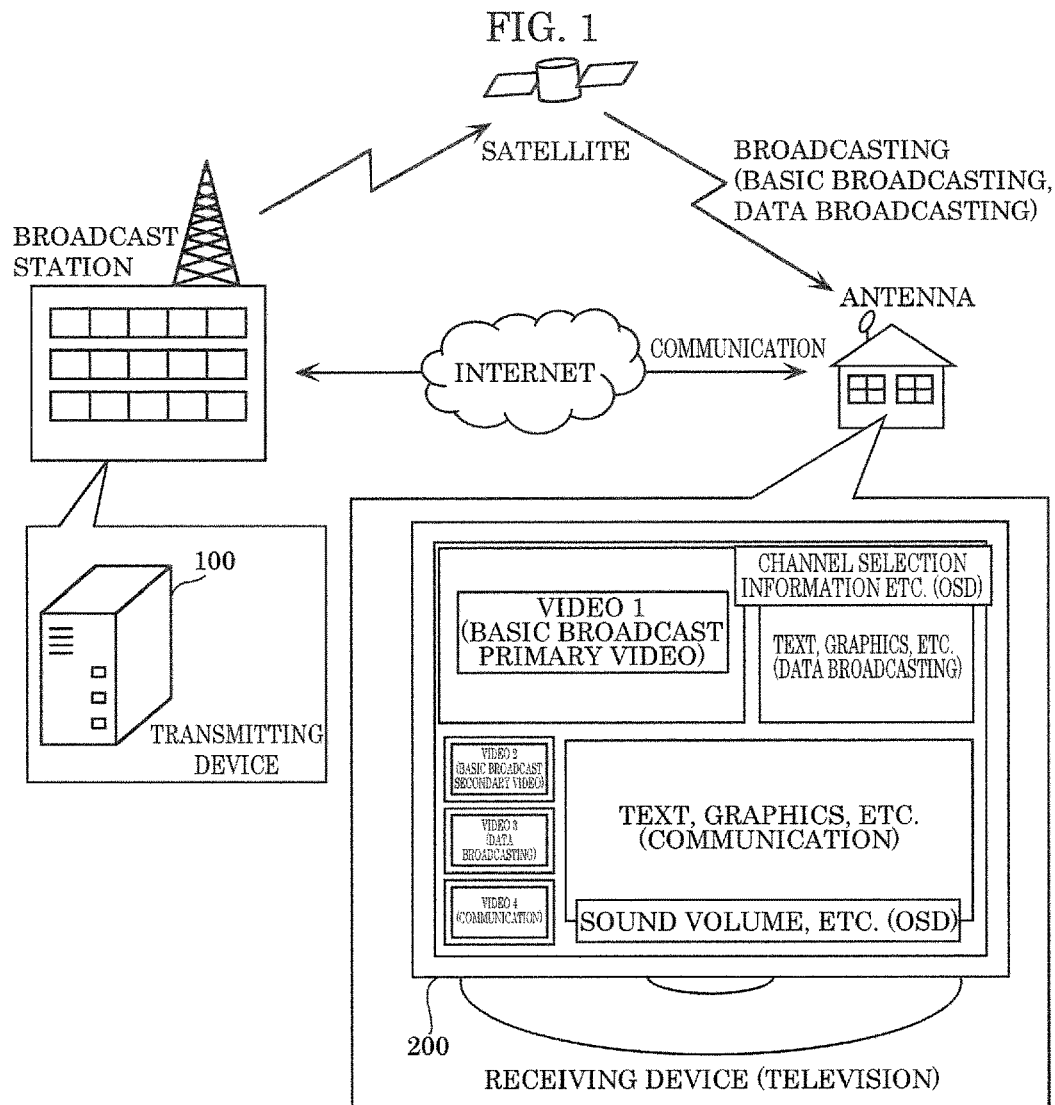 FIG. 1
SATELLITE
BROADCASTING
(BASIC BROADCASTING,
DATA BROADCASTING)
BROADCAST
STATION
ANTENNA
INTERNET
COMMUNICATION
100
TRANSMITTING
DEVICE
CHANNEL SELECTION
INFORMATION ETC. (OSD)
VIDEO 1
(BASIC BROADCAST
PRIMARY VIDEO)
TEXT, GRAPHICS, ETC.
(DATA BROADCASTING)
VIDEO 2
(BASIC BROADCAST
SECONDARY VIDEO)
VIDEO 3
(DATA
BROADCASTING)
VIDEO 4
(COMMUNICATION)
TEXT, GRAPHICS, ETC.
(COMMUNICATION)
SOUND VOLUME, ETC. (OSD)
200
RECEIVING DEVICE (TELEVISION)